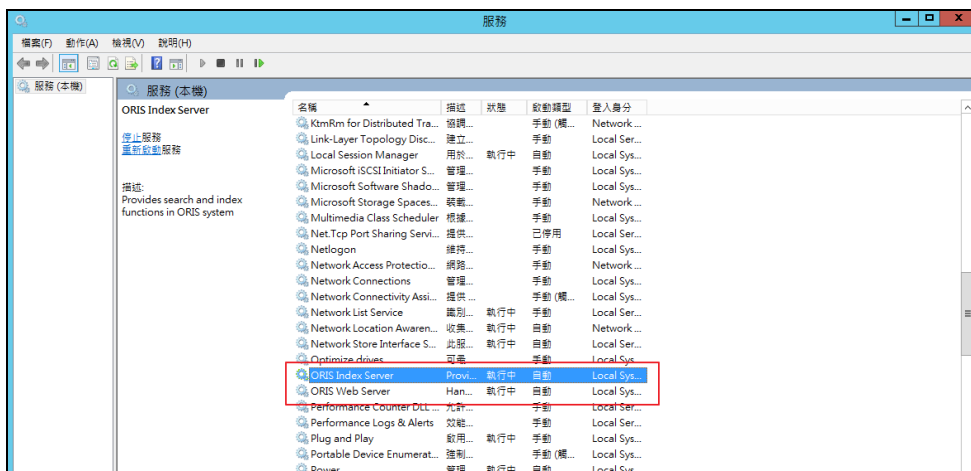 服務
檔案(F) 動作(A) 檢視(V) 說明(H)
服務 (本機)
服務 (本機)
ORIS Index Server
停止服務
重新啟動服務
描述:
Provides search and index
functions in ORIS system
名稱 描述 狀態 啟動類型 登入身分
KtmRm for Distributed Tra... 協調... 手動 (觸... Network ...
Link-Layer Topology Disc... 建立... 手動 Local Ser...
Local Session Manager 用於... 執行中 自動 Local Sys...
Microsoft iSCSI Initiator S... 管理... 手動 Local Sys...
Microsoft Software Shado... 管理... 手動 Local Sys...
Microsoft Storage Spaces... 裝載... 手動 Network ...
Multimedia Class Scheduler 根據... 手動 Local Sys...
Net.Tcp Port Sharing Servi... 提供... 已停用 Local Ser...
Netlogon 維持... 手動 Local Sys...
Network Access Protectio... 網路... 手動 Network ...
Network Connections 管理... 手動 Local Sys...
Network Connectivity Assi... 提供 ... 手動 (觸... Local Sys...
Network List Service 識別... 執行中 手動 Local Ser...
Network Location Awaren... 收集... 執行中 自動 Network ...
Network Store Interface S... 此服... 執行中 自動 Local Ser...
Optimize drives 可最... 手動 Local Sys...
ORIS Index Server Provi... 執行中 自動 Local Sys...
ORIS Web Server Han... 執行中 自動 Local Sys...
Performance Counter DLL ... 允許... 手動 Local Ser...
Performance Logs & Alerts 效能... 手動 Local Ser...
Plug and Play 啟用... 執行中 手動 Local Sys...
Portable Device Enumerat... 強制... 手動 (觸... Local Sys...
Power 管理... 執行中 自動 Local Sys...